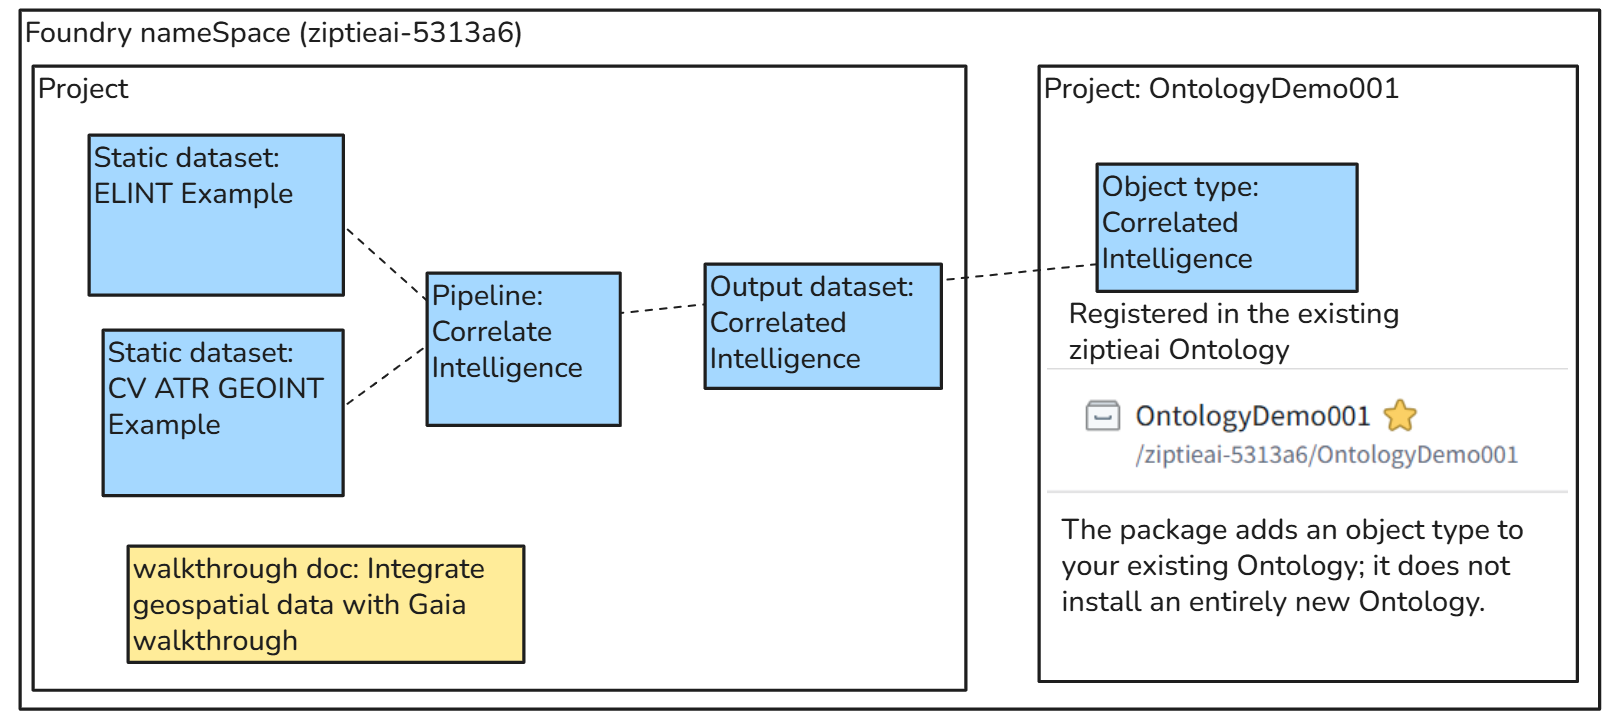 Foundry nameSpace (ziptieai-5313a6)
Project
Static dataset:
ELINT Example
Static dataset:
CV ATR GEOINT
Example
Pipeline:
Correlate
Intelligence
Output dataset:
Correlated
Intelligence
walkthrough doc: Integrate
geospatial data with Gaia
walkthrough
Project: OntologyDemo001
Object type:
Correlated
Intelligence
Registered in the existing
ziptieai Ontology
OntologyDemo001
/ziptieai-5313a6/OntologyDemo001
The package adds an object type to
your existing Ontology; it does not
install an entirely new Ontology.